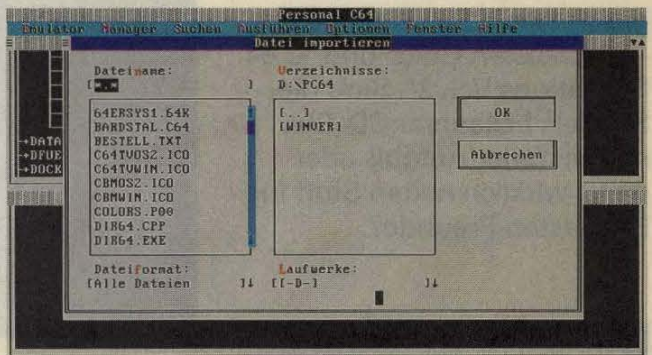 Personal C64
Emulator Manager Suchen Ausführen Optionen Fenster Hilfe
Datei importieren
Dateiname:
[*.*]
Verzeichnisse:
D:\PC64
64ERSYS1.64K
BARDSTAL.C64
BESTELL.TXT
C64TVOS2.ICO
C64TVWIN.ICO
CBMOS2.ICO
CBMWIN.ICO
COLORS.P00
DIR64.CPP
DIR64.EXE
[..]
[WINVER]
OK
Abbrechen
→DATA
→DFUE
→DOCK
Dateiformat:
[Alle Dateien ]↓
Laufwerke:
[[-D-] ]↓